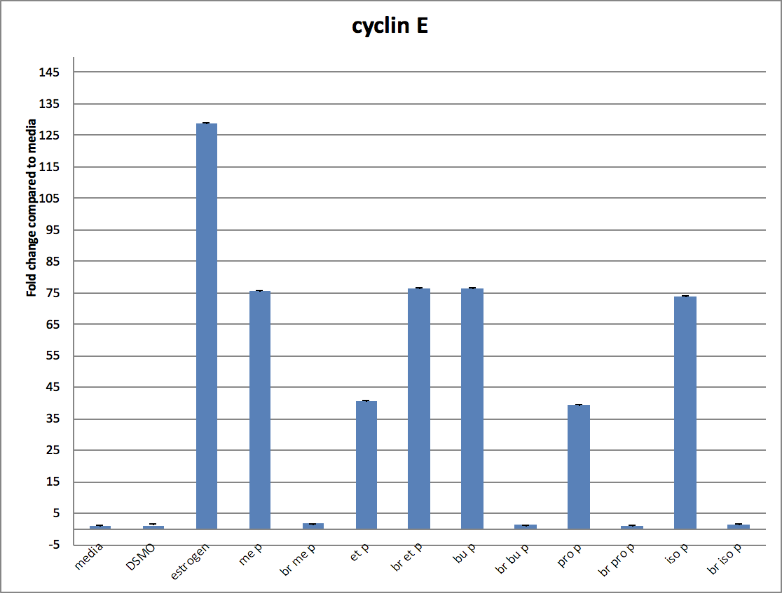 cyclin E
Fold change compared to media
145
135
125
115
105
95
85
75
65
55
45
35
25
15
5
-5
media
DSMO
estrogen
me p
br me p
et p
br et p
bu p
br bu p
pro p
br pro p
iso p
br iso p